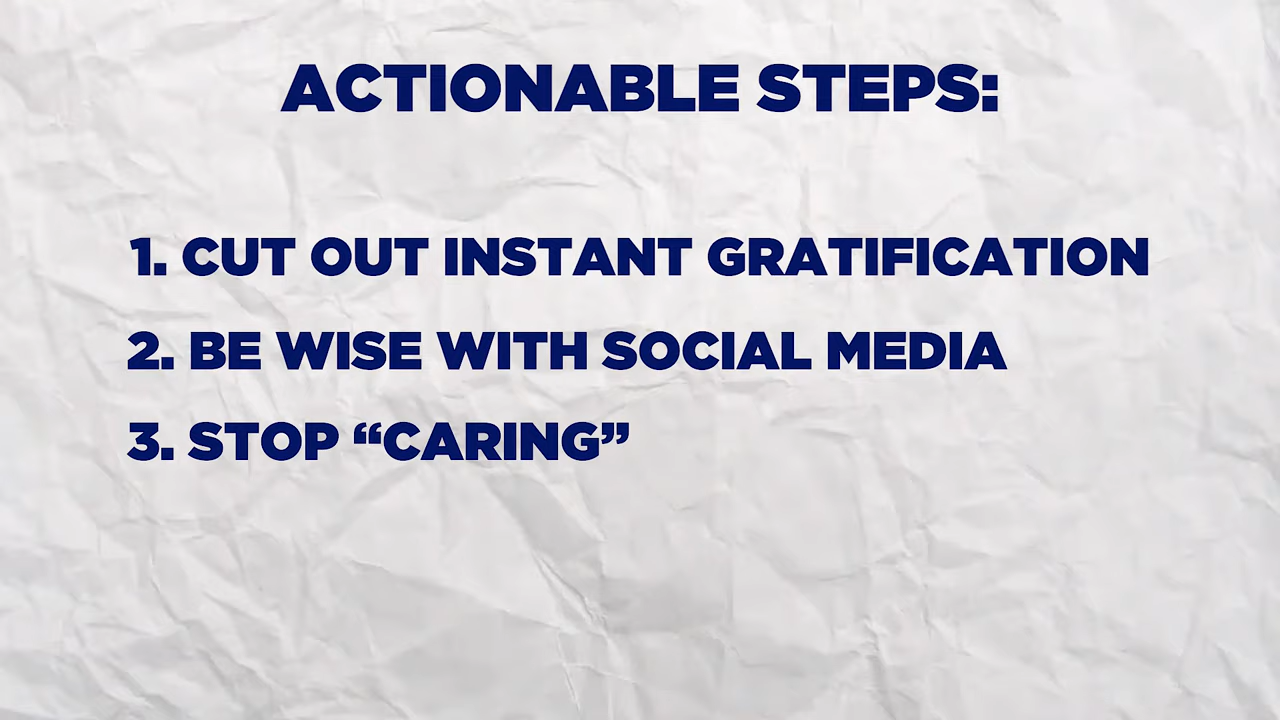 ACTIONABLE STEPS:
1. CUT OUT INSTANT GRATIFICATION
2. BE WISE WITH SOCIAL MEDIA
3. STOP “CARING”